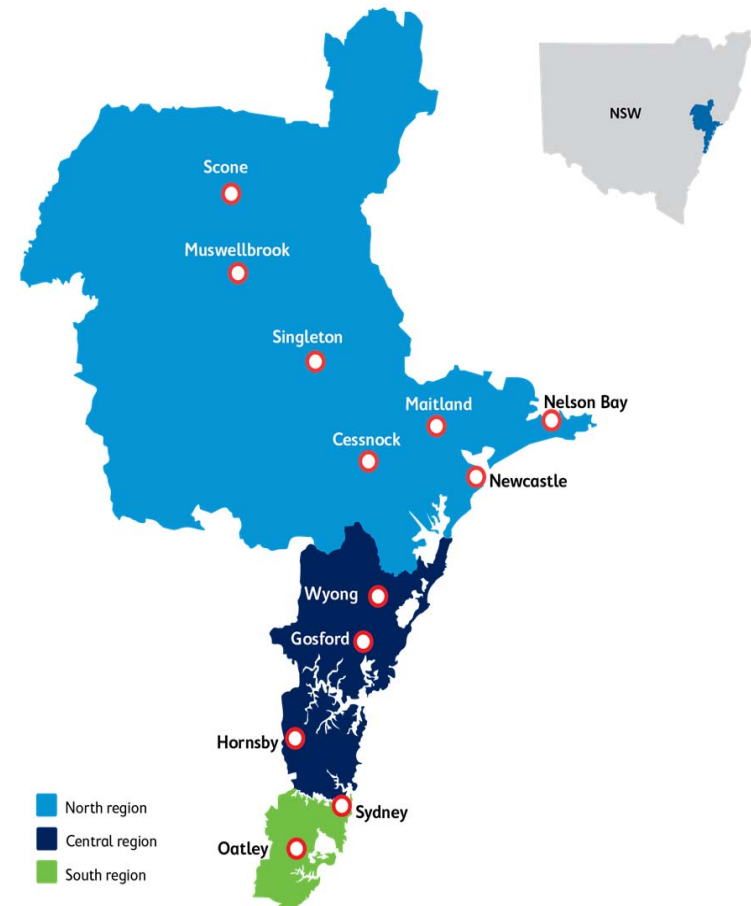 NSW
Scone
Muswellbrook
Singleton
Maitland
Nelson Bay
Cessnock
Newcastle
Wyong
Gosford
Hornsby
Sydney
Oatley
North region
Central region
South region